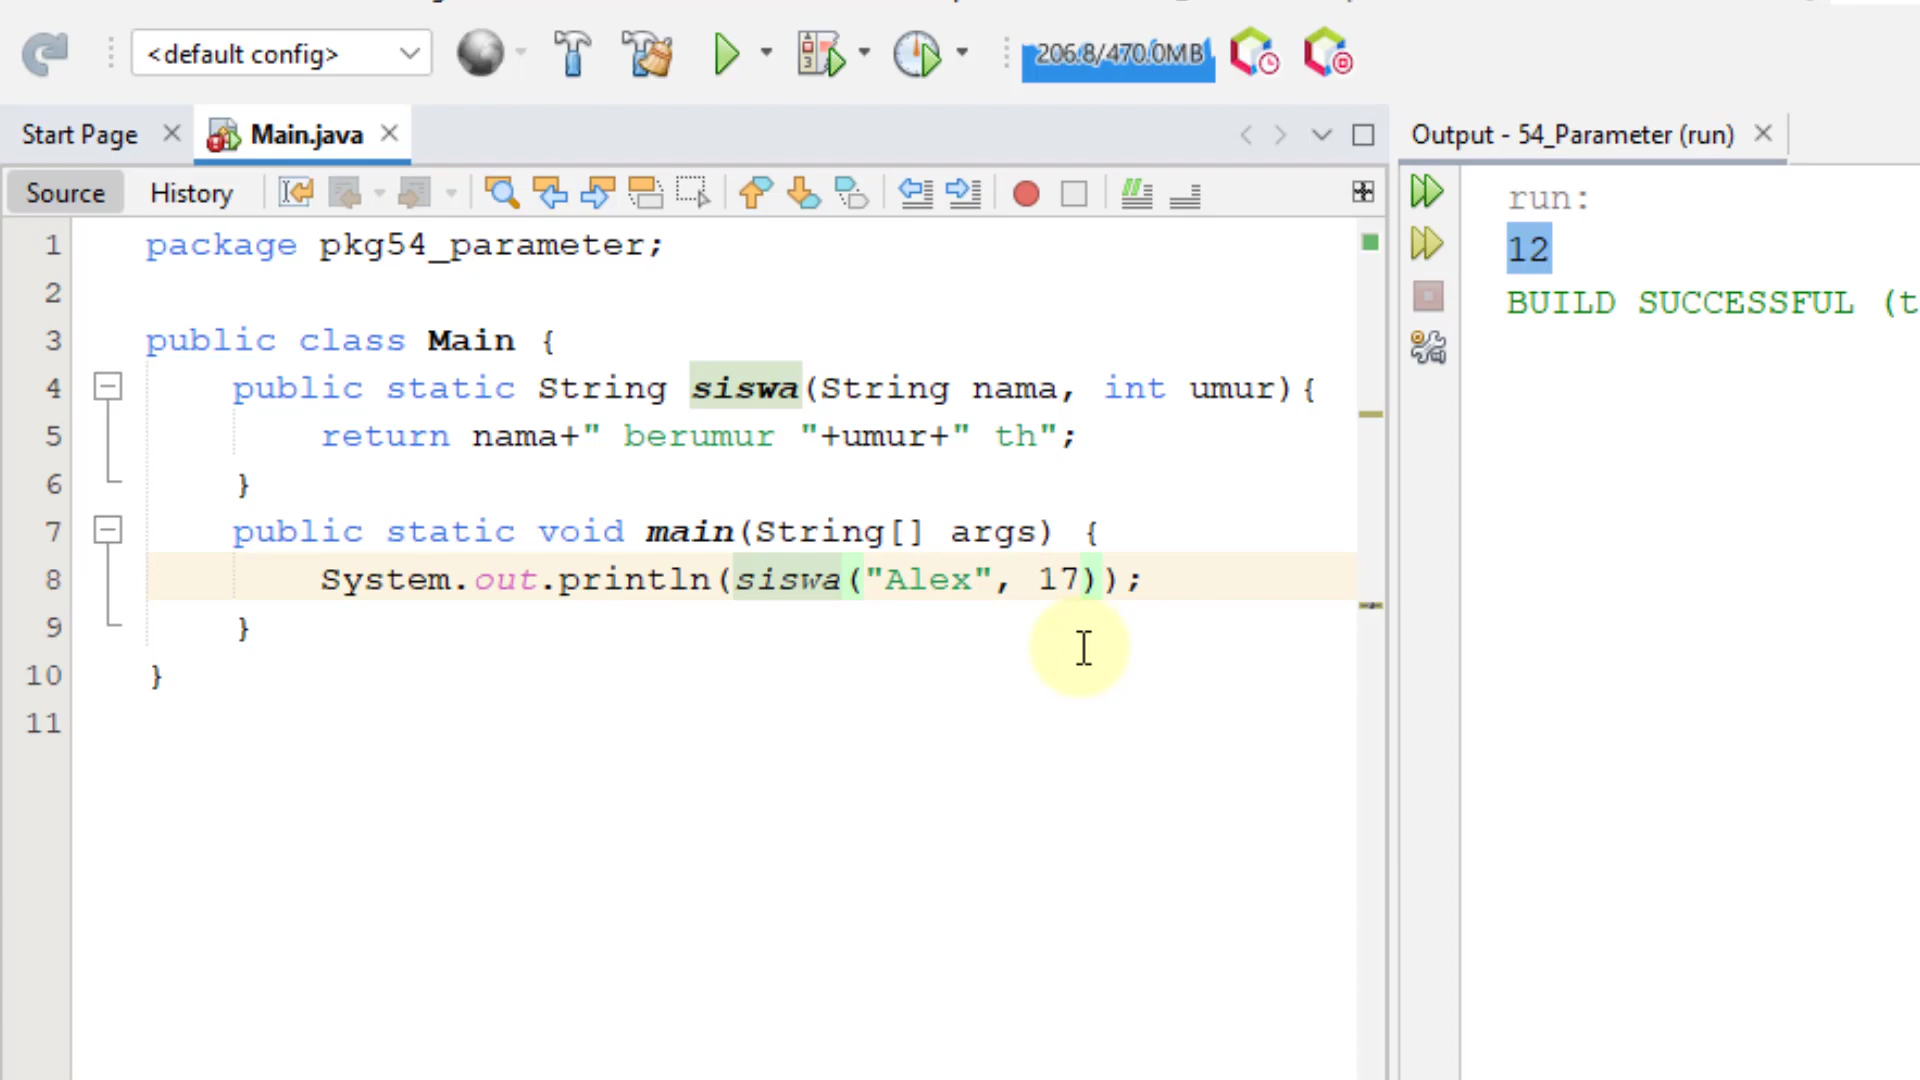 <default config>
206.8/470.0MB
Start Page
Main.java
Output - 54_Parameter (run)
Source
History
1 package pkg54_parameter;
2
3 public class Main {
4 public static String siswa(String nama, int umur){
5 return nama+" berumur "+umur+" th";
6 }
7 public static void main(String[] args) {
8 System.out.println(siswa("Alex", 17));
9 }
10 }
11
run:
12
BUILD SUCCESSFUL (t